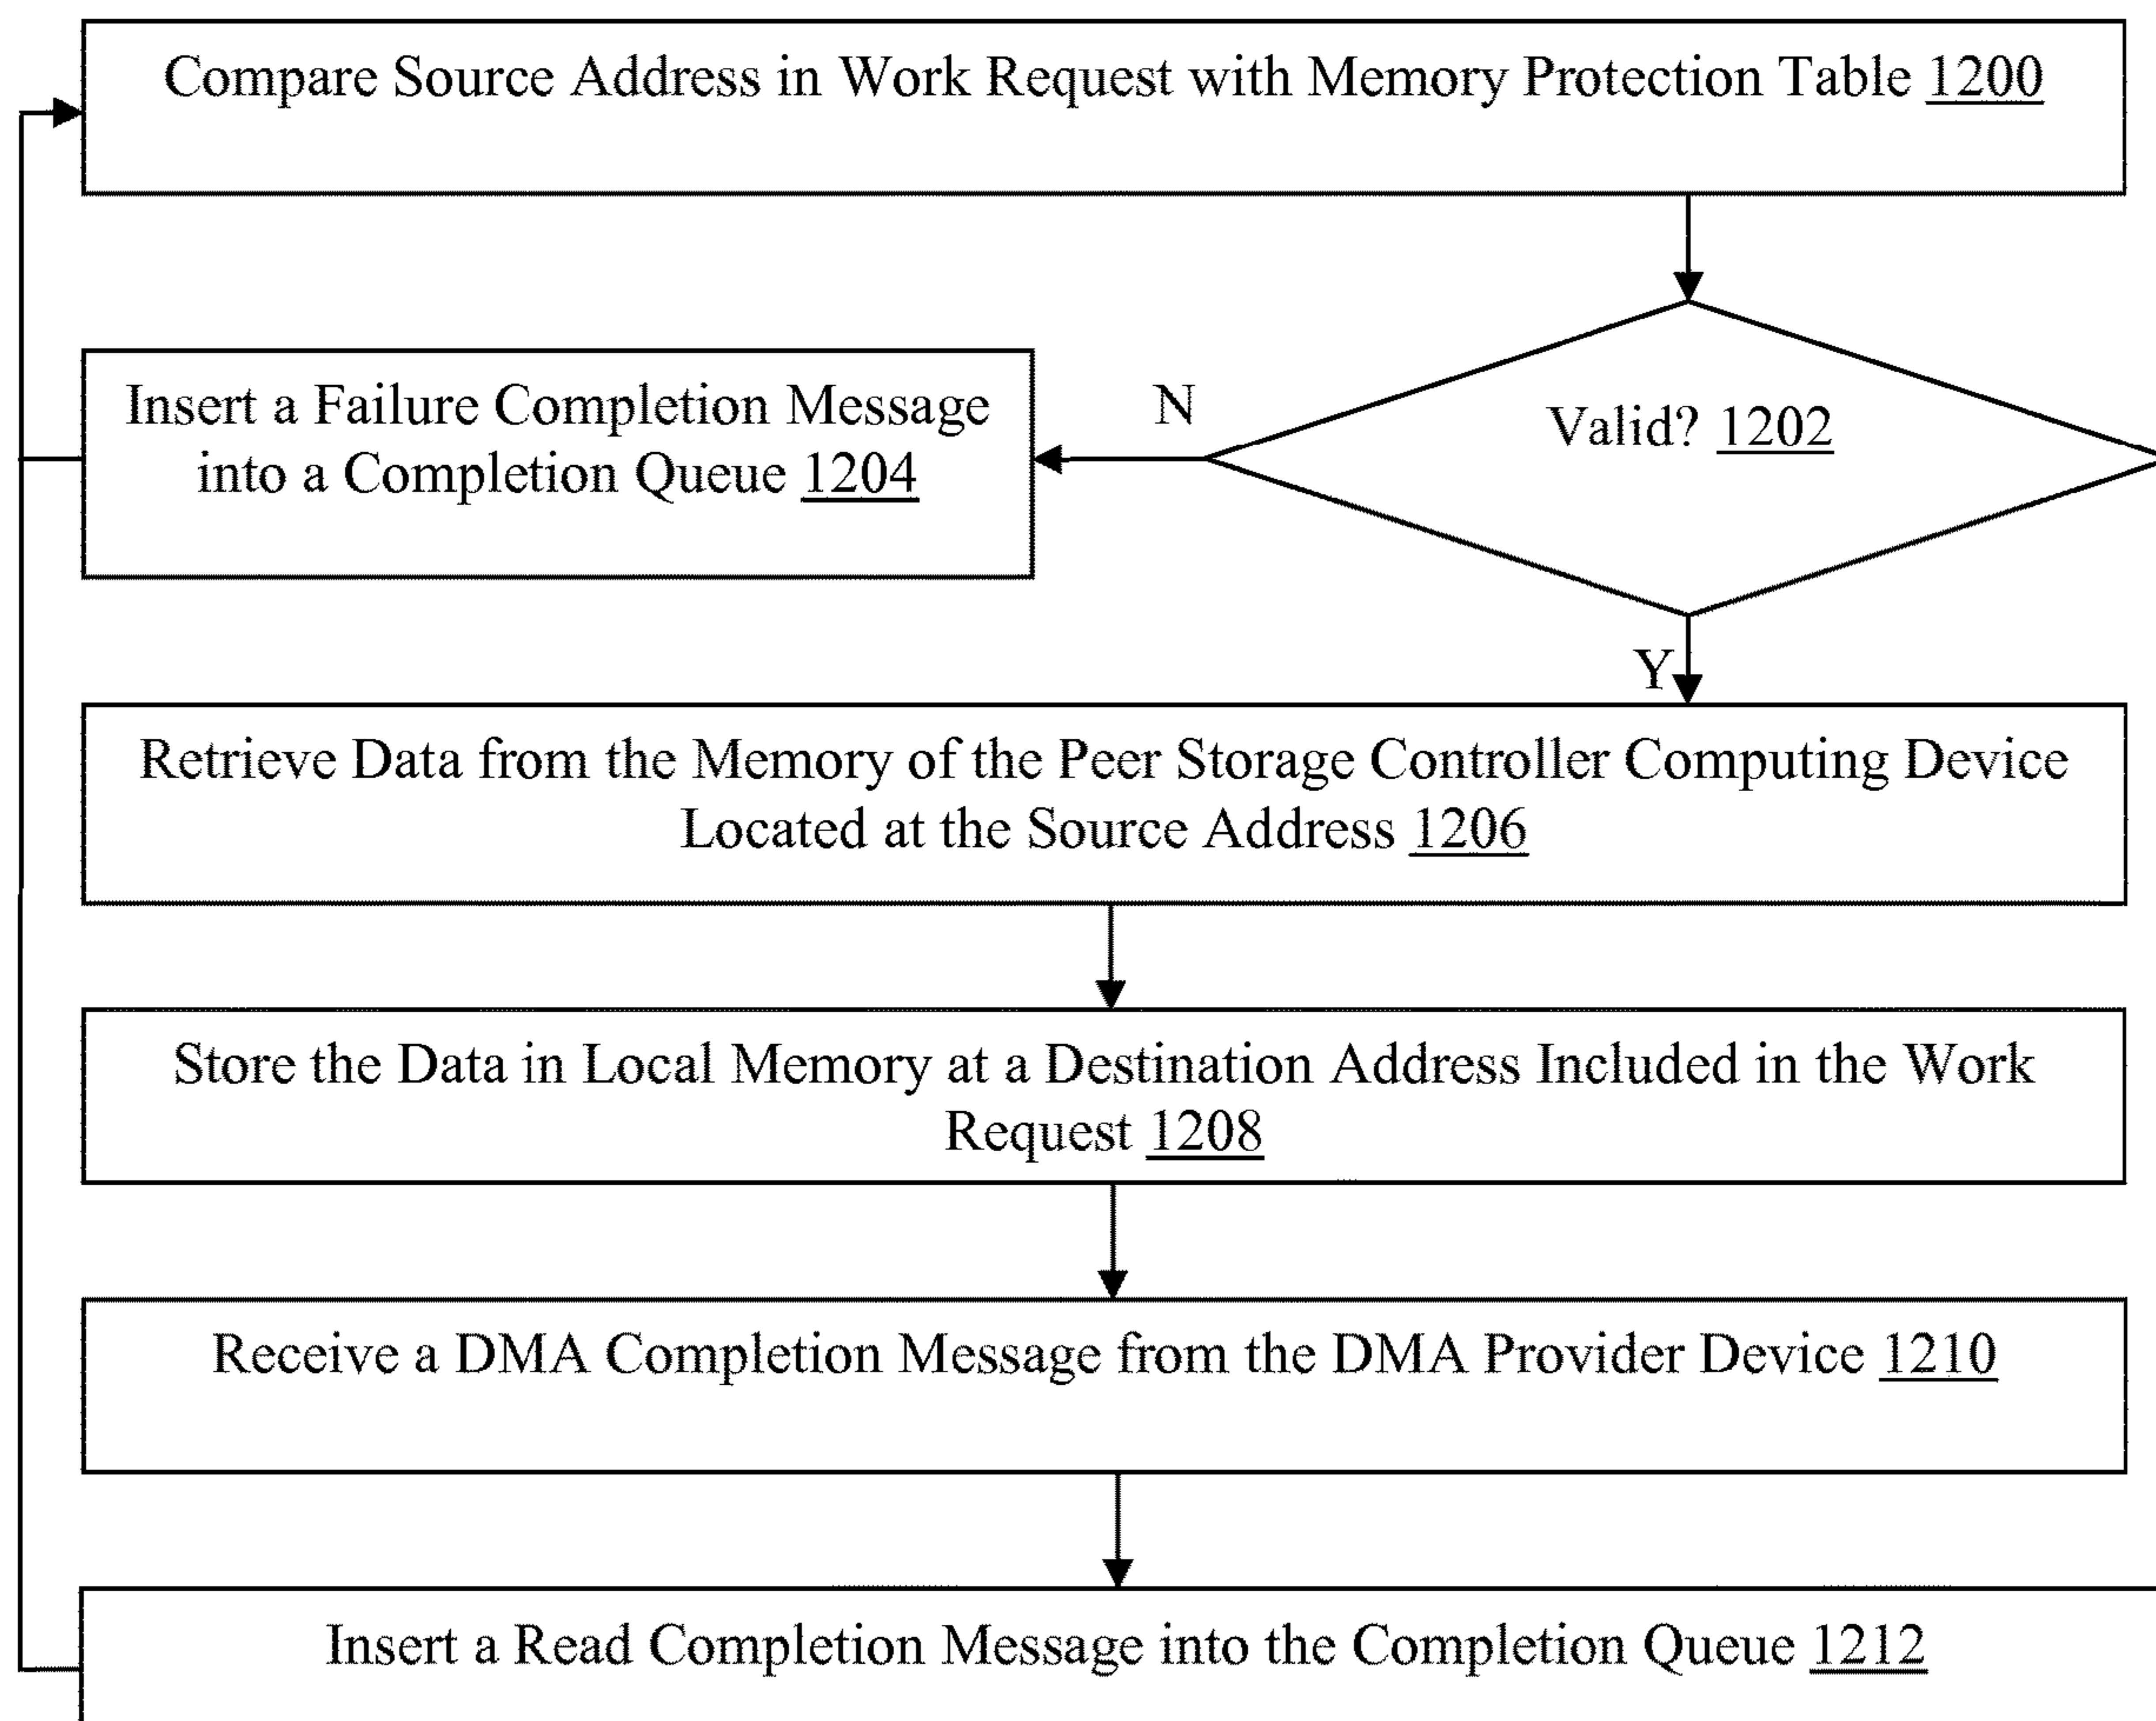 Compare Source Address in Work Request with Memory Protection Table 1200
Insert a Failure Completion Message
into a Completion Queue 1204
N
Valid? 1202
Y
Retrieve Data from the Memory of the Peer Storage Controller Computing Device
Located at the Source Address 1206
Store the Data in Local Memory at a Destination Address Included in the Work
Request 1208
Receive a DMA Completion Message from the DMA Provider Device 1210
Insert a Read Completion Message into the Completion Queue 1212